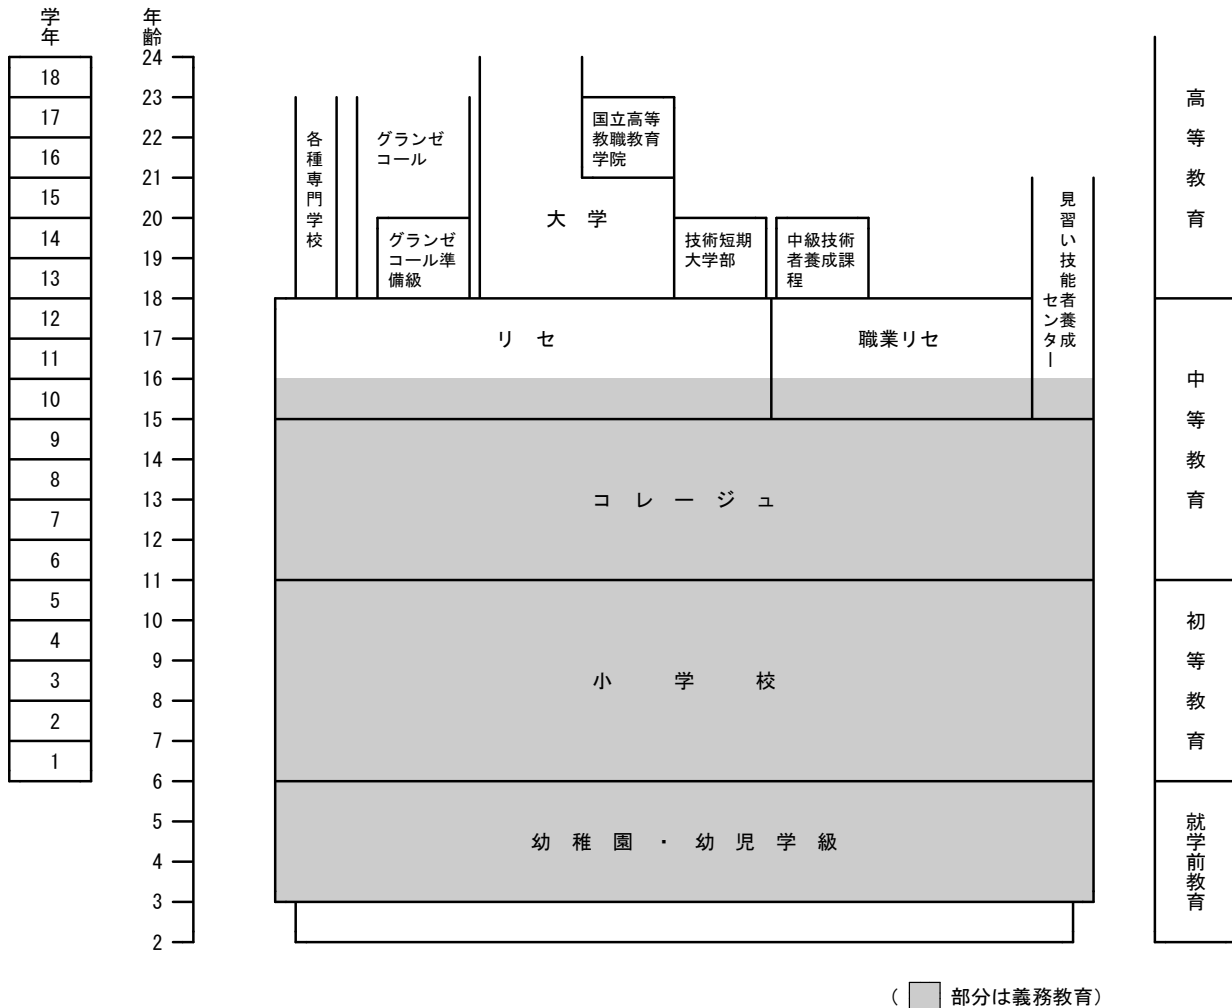 学年
年齢
24
18
23
17
22
16
21
15
20
14
19
13
18
12
17
11
16
10
15
9
14
8
13
7
12
6
11
5
10
4
9
3
8
2
7
1
6
5
4
3
2
各種専門学校
グランゼ
コール
グランゼ
コール準
備級
大 学
国立高等
教職教育
学院
技術短期
大学部
中級技術
者養成課
程
見習い技能者養成
センター
リ セ
職業リセ
コ レ ー ジ ュ
小 学 校
幼 稚 園 ・ 幼 児 学 級
高等教育
中等教育
初等教育
就学前教育
( 部分は義務教育)